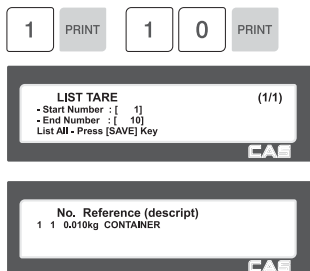 1 PRINT 1 0 PRINT
LIST TARE (1/1)
- Start Number : [ 1]
- End Number : [ 10]
List All - Press [SAVE] Key
CAS
No. Reference (descript)
1 1 0.010kg CONTAINER
CAS